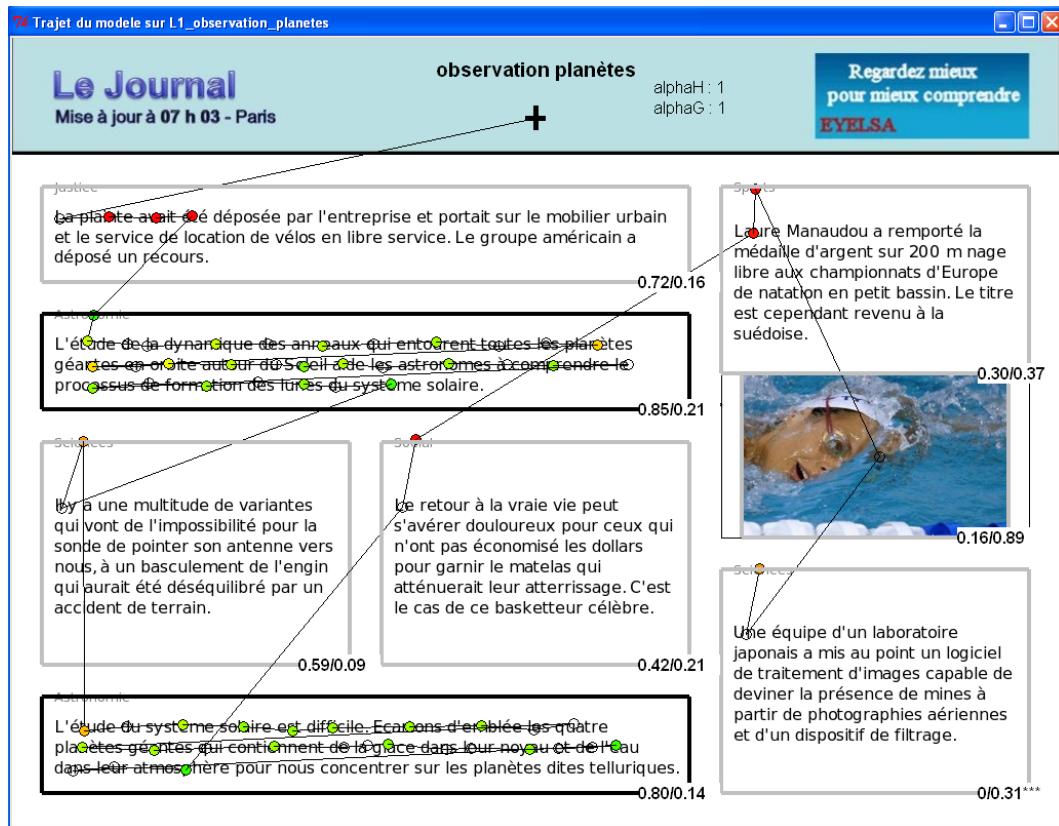 Trajet du modele sur L1_observation_planetes
Le Journal
Mise à jour à 07 h 03 - Paris
observation planètes
alphaH : 1
alphaG : 1
Regardez mieux
pour mieux comprendre
EYELSA
Justice
La plainte avait été déposée par l'entreprise et portait sur le mobilier urbain
et le service de location de vélos en libre service. Le groupe américain a
déposé un recours.
0.72/0.16
Astronomie
L'étude de la dynamique des anneaux qui entourent toutes les planètes
géantes en orbite autour du Soleil aide les astronomes à comprendre le
processus de formation des lunes du système solaire.
0.85/0.21
Sciences
Il y a une multitude de variantes
qui vont de l'impossibilité pour la
sonde de pointer son antenne vers
nous, à un basculement de l'engin
qui aurait été déséquilibré par un
accident de terrain.
0.59/0.09
Social
Le retour à la vraie vie peut
s'avérer douloureux pour ceux qui
n'ont pas économisé les dollars
pour garnir le matelas qui
atténuerait leur atterrissage. C'est
le cas de ce basketteur célèbre.
0.42/0.21
Astronomie
L'étude du système solaire est difficile. Ecartons d'emblée les quatre
planètes géantes qui contiennent de la glace dans leur noyau et de l'eau
dans leur atmosphère pour nous concentrer sur les planètes dites telluriques.
0.80/0.14
Sports
Laure Manaudou a remporté la
médaille d'argent sur 200 m nage
libre aux championnats d'Europe
de natation en petit bassin. Le titre
est cependant revenu à la
suédoise.
0.30/0.37
0.16/0.89
Sciences
Une équipe d'un laboratoire
japonais a mis au point un logiciel
de traitement d'images capable de
deviner la présence de mines à
partir de photographies aériennes
et d'un dispositif de filtrage.
0/0.31***